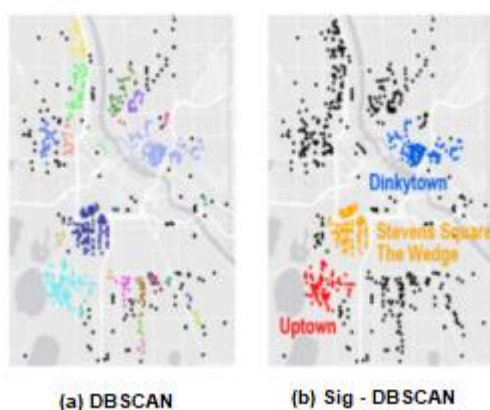 Dinkytown
Stevens Square
The Wedge
Uptown
(a) DBSCAN
(b) Sig - DBSCAN